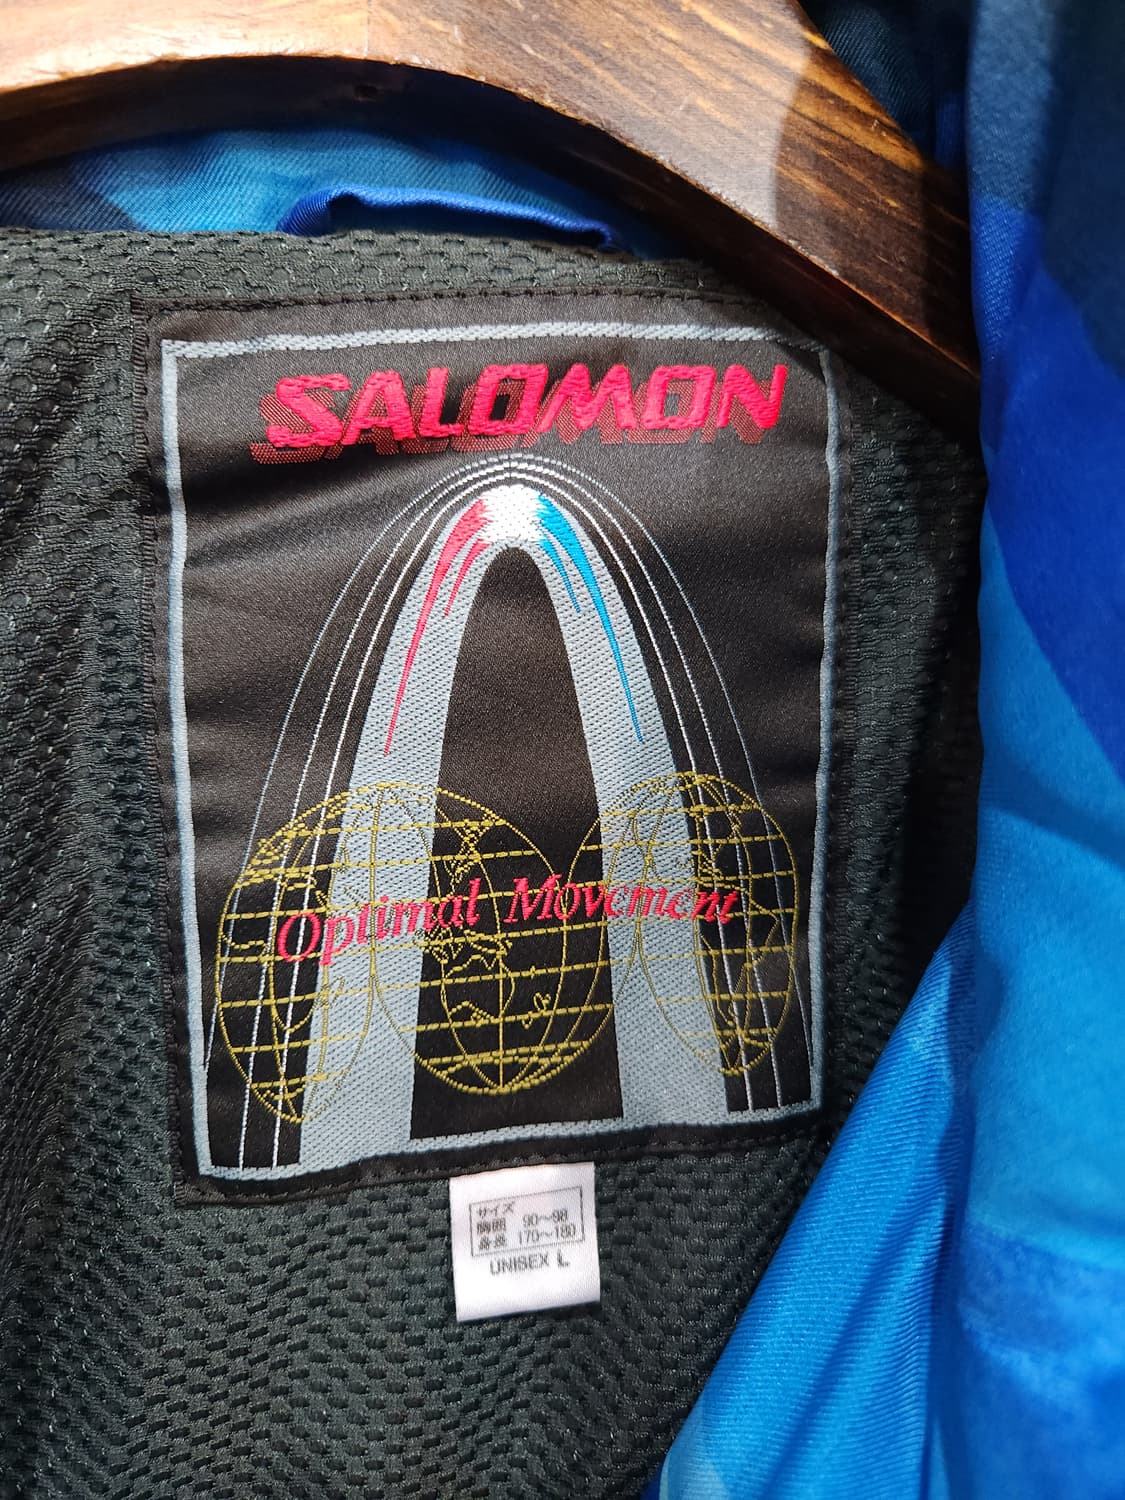 SALOMON
Optimal Movement
サイズ
胸囲 90～98
身長 170～180
UNISEX L